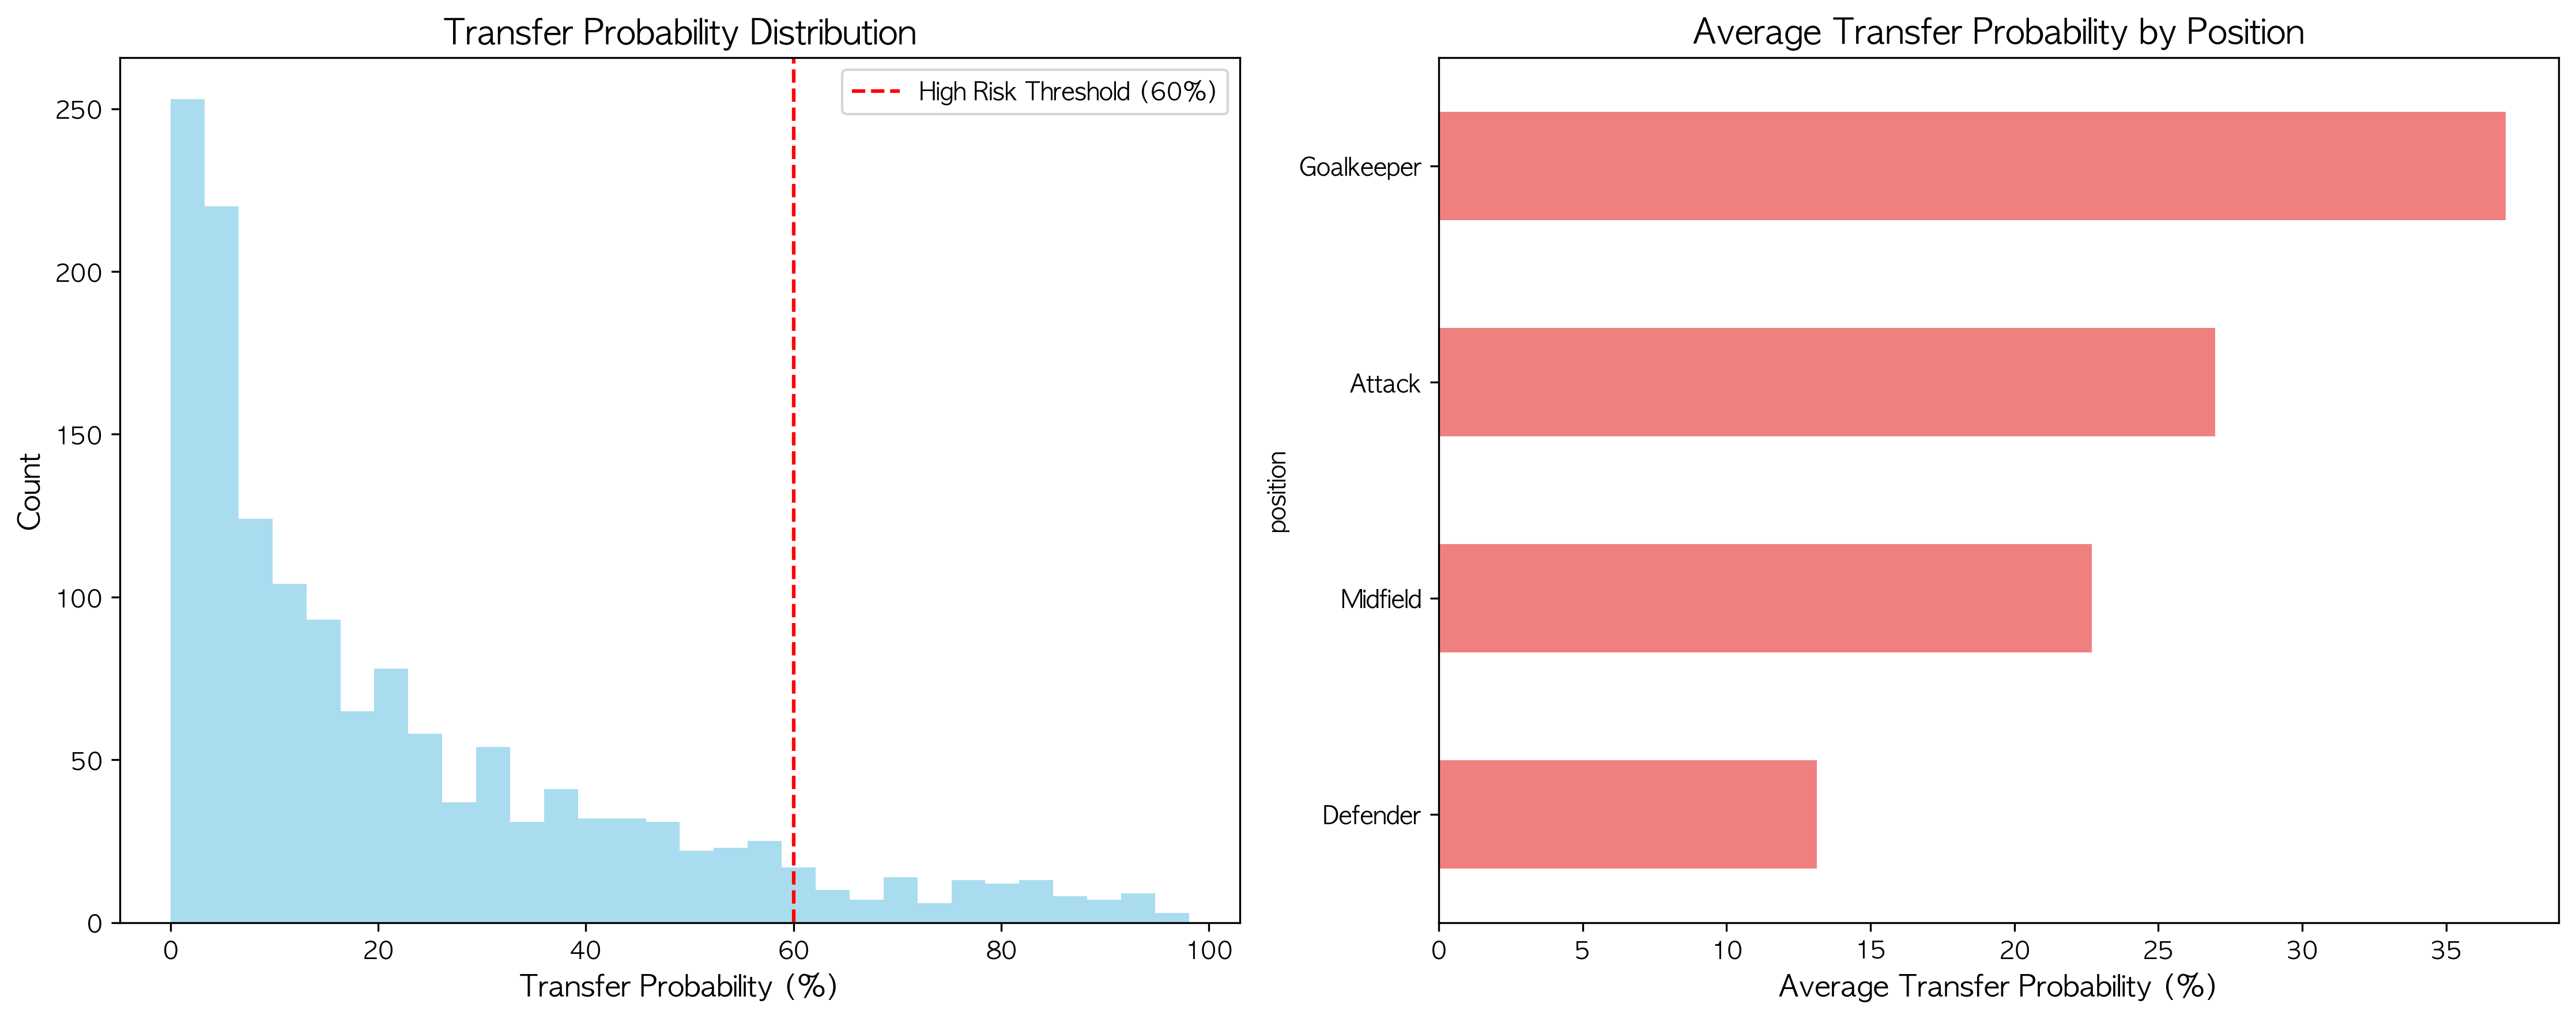 Transfer Probability Distribution
High Risk Threshold (60%)
250
200
150
100
50
0
Count
0 20 40 60 80 100
Transfer Probability (%)
Average Transfer Probability by Position
Goalkeeper
Attack
Midfield
Defender
position
0 5 10 15 20 25 30 35
Average Transfer Probability (%)